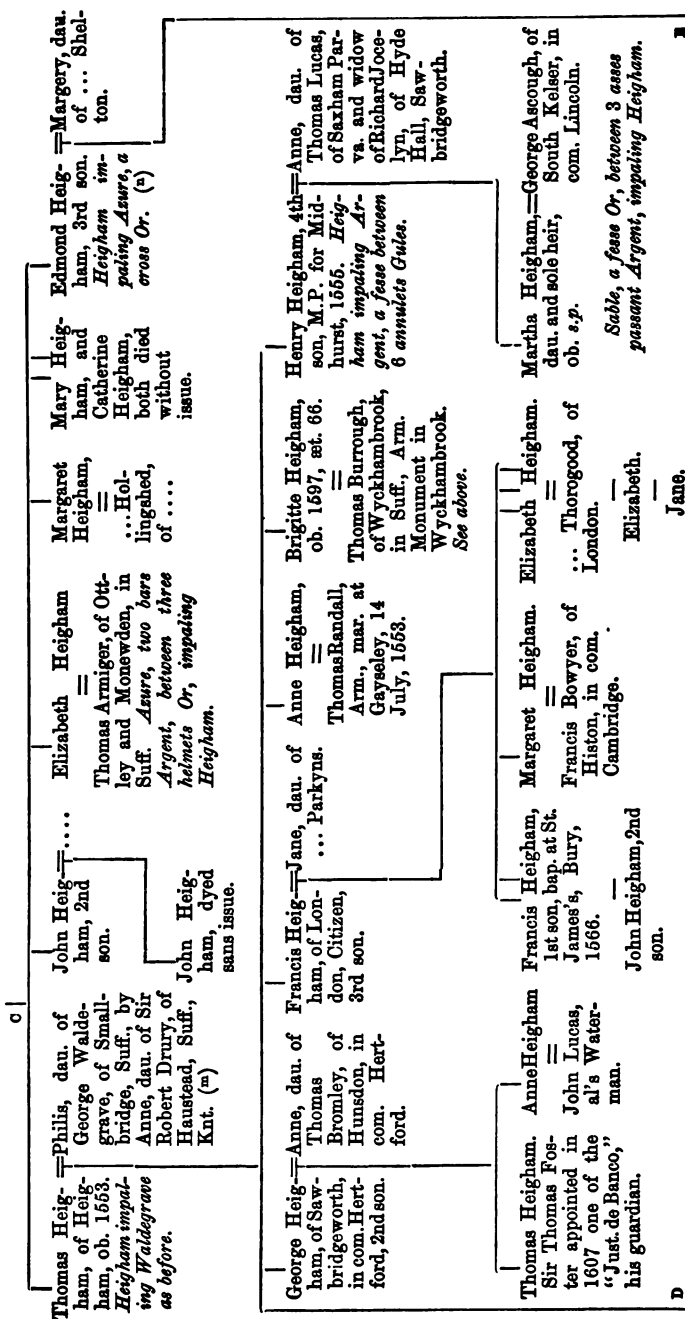 C
Thomas Heig-
ham, of Heig-
ham, ob. 1553.
Heigham impal-
ing Waldegrave
as before.
=Philis, dau. of
George Walde-
grave, of Small-
bridge, Suff., by
Anne, dau. of Sir
Robert Drury, of
Haustead, Suff.,
Knt. (m)
John Heig-
ham, 2nd
son.
=....
John Heig-
ham, dyed
sans issue.
Elizabeth Heigham
=
Thomas Armiger, of Ott-
ley and Monewden, in
Suff. Azure, two bars
Argent, between three
helmets Or, impaling
Heigham.
Margaret
Heigham,
=
...Hol-
lingshed,
of ....
Mary Heig-
ham, and
Catherine
Heigham,
both died
without
issue.
Edmond Heig-
ham, 3rd son.
Heigham im-
paling Azure, a
cross Or. (n)
=Margery, dau.
of ... Shel-
ton.
George Heig-
ham, of Saw-
bridgeworth,
in com. Hert-
ford, 2nd son.
=Anne, dau. of
Thomas
Bromley, of
Hunsdon, in
com. Hert-
ford.
Francis Heig-
ham, of Lon-
don, Citizen,
3rd son.
=Jane, dau. of
... Parkyns.
Anne Heigham,
=
Thomas Randall,
Arm., mar. at
Gayseley, 14
July, 1553.
Brigitte Heigham,
ob. 1597, æt. 66.
=
Thomas Burrough,
of Wyckhambrook,
in Suff., Arm.
Monument in
Wyckhambrook.
See above.
Henry Heigham, 4th
son, M.P. for Mid-
hurst, 1555. Heig-
ham impaling Ar-
gent, a fesse between
6 annulets Gules.
=Anne, dau. of
Thomas Lucas,
of Saxham Par-
va. and widow
of Richard Joce-
lyn, of Hyde
Hall, Saw-
bridgeworth.
Thomas Heigham.
Sir Thomas Fos-
ter appointed in
1607 one of the
"Just. de Banco,"
his guardian.
Anne Heigham
=
John Lucas,
al's Water-
man.
Francis Heigham,
1st son, bap. at St.
James's, Bury,
1566.
—
John Heigham, 2nd
son.
Margaret Heigham.
=
Francis Bowyer, of
Histon, in com.
Cambridge.
Elizabeth Heigham.
=
... Thorogood, of
London.
—
Elizabeth.
—
Jane.
Martha Heigham,
dau. and sole heir,
ob. s.p.
=George Ascough, of
South Kelser, in
com. Lincoln.
Sable, a fesse Or, between 3 asses
passant Argent, impaling Heigham.
D